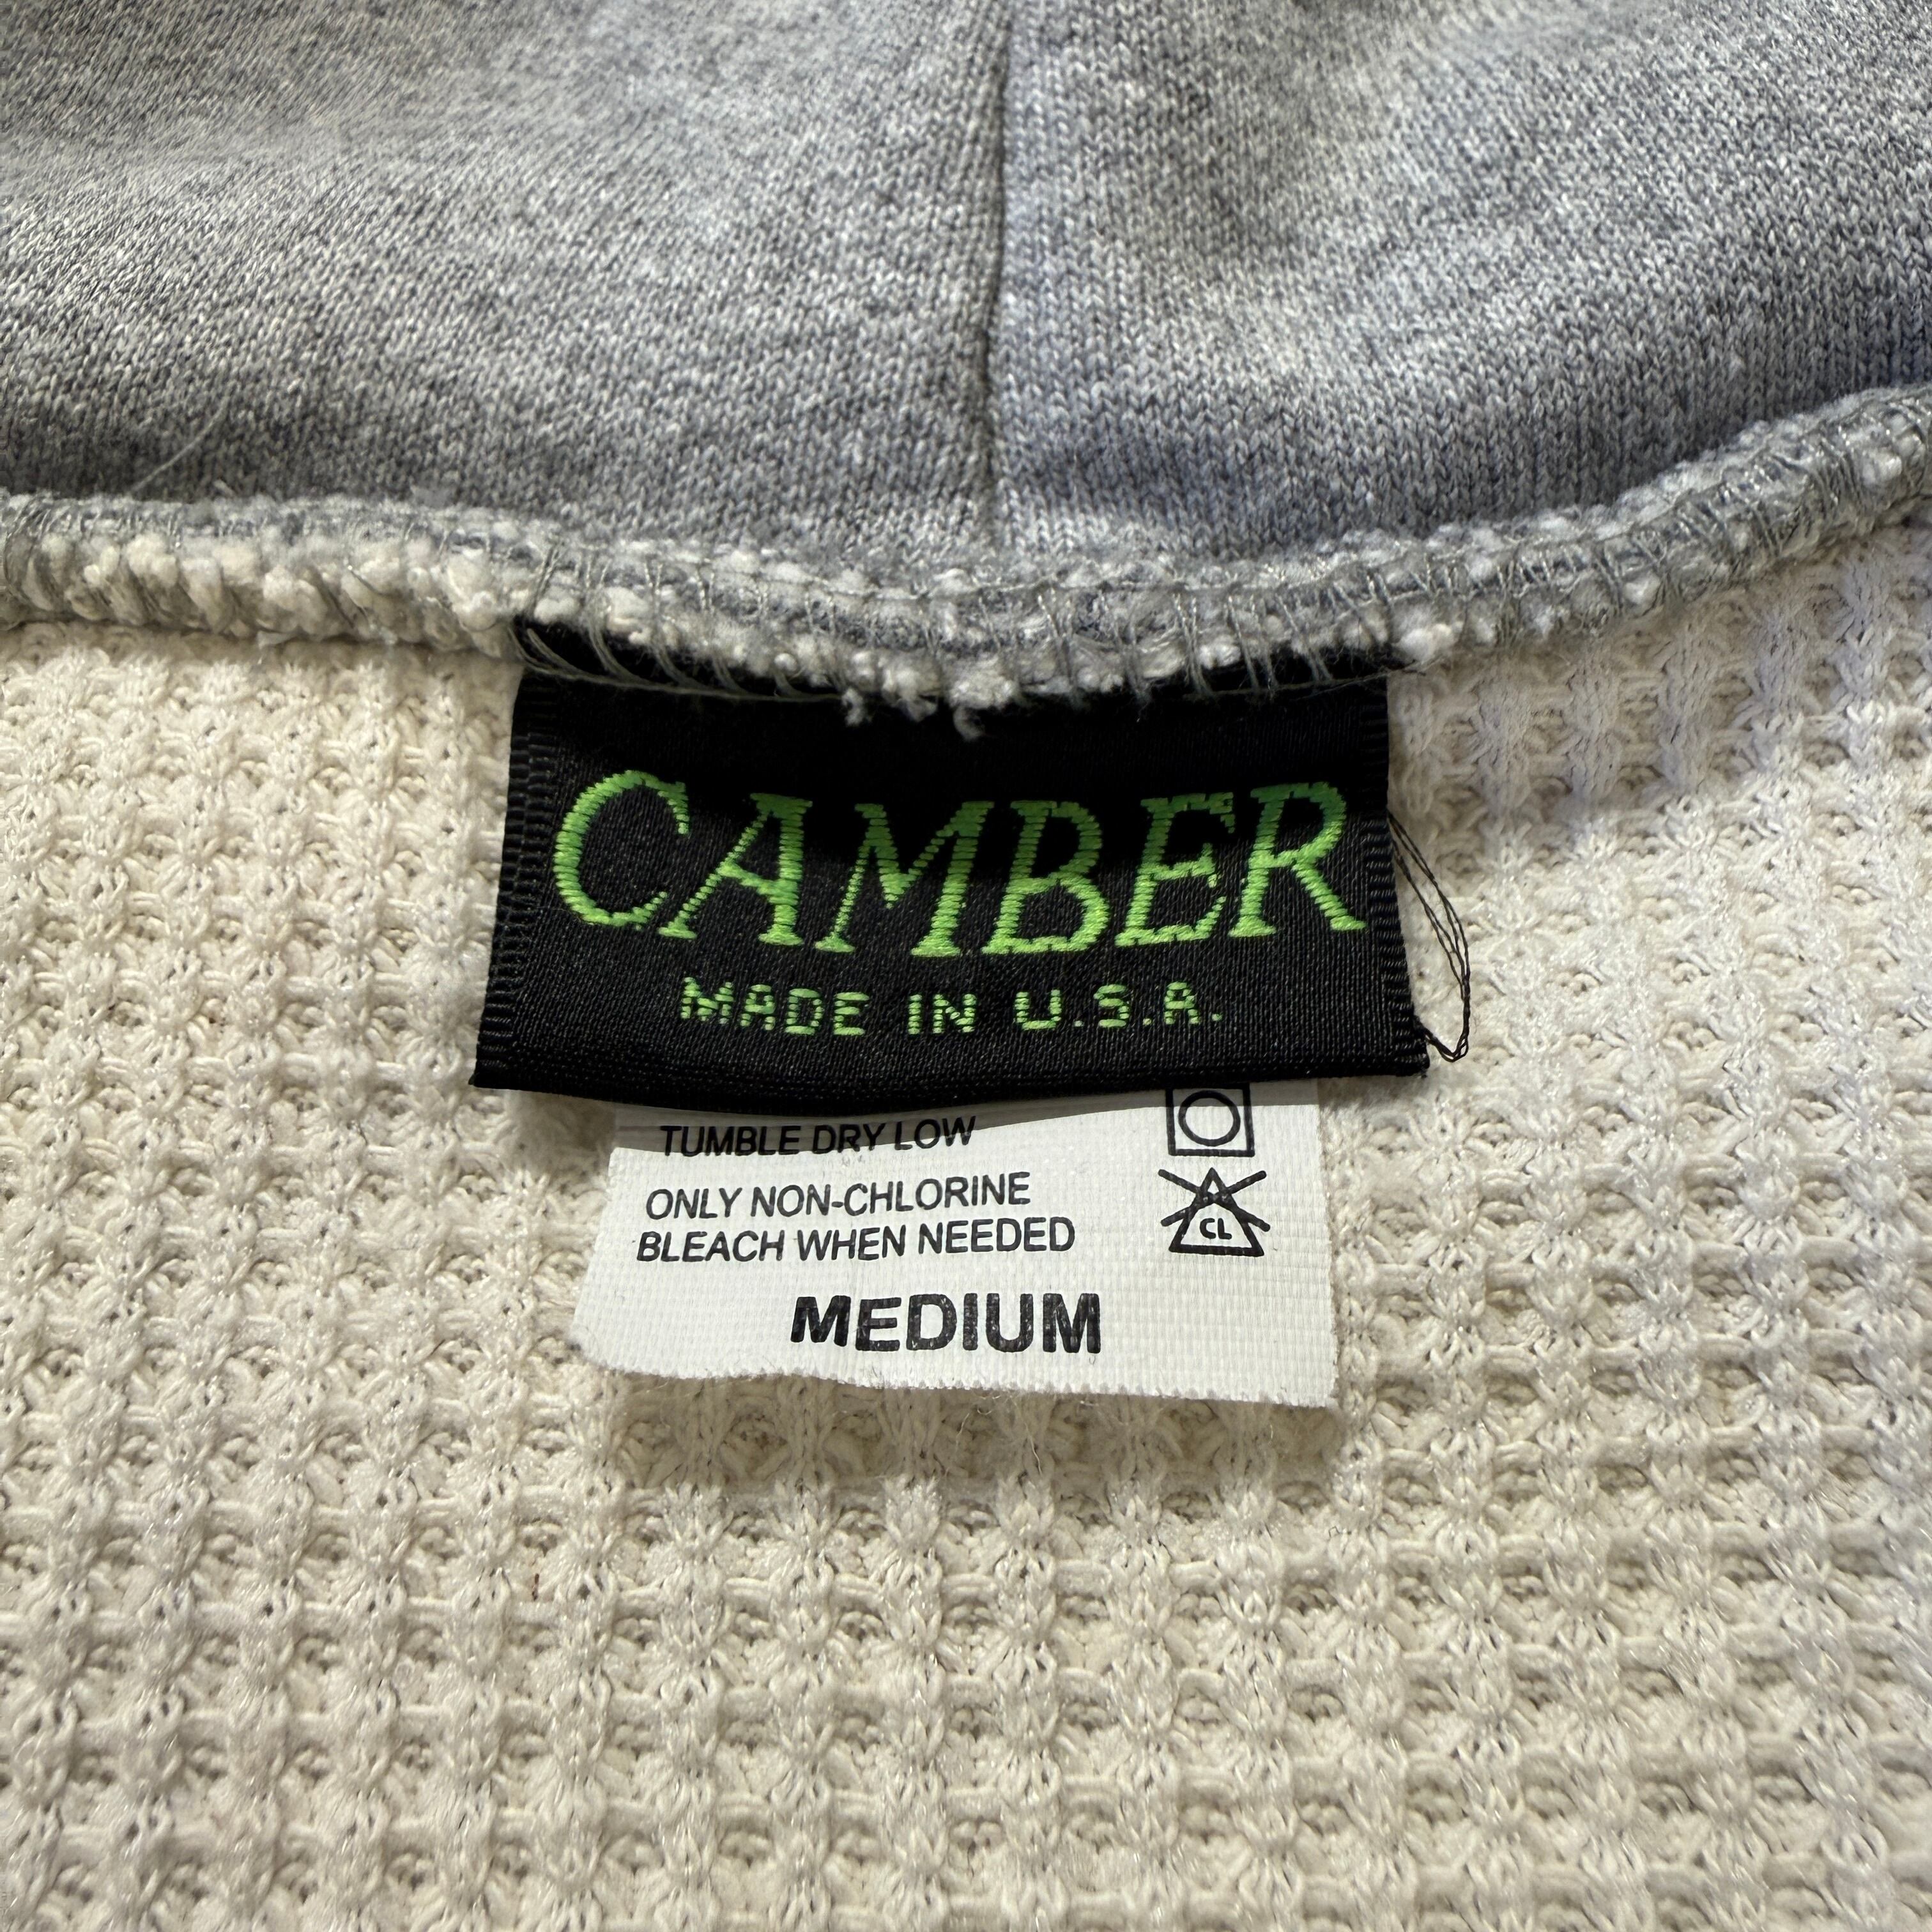 CAMBER
MADE IN U.S.A.
TUMBLE DRY LOW
ONLY NON-CHLORINE
BLEACH WHEN NEEDED
CL
MEDIUM